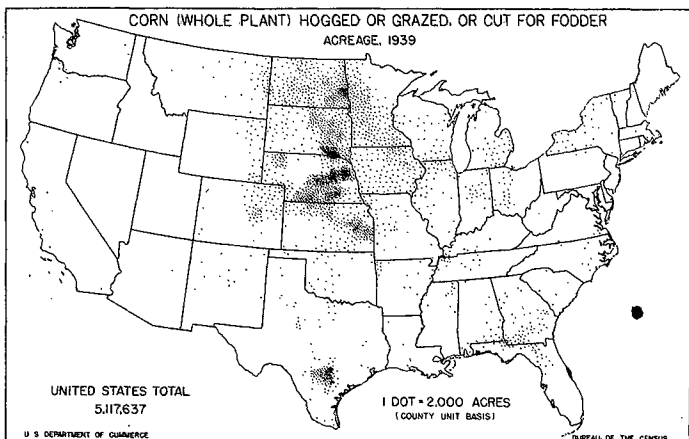 CORN (WHOLE PLANT) HOGGED OR GRAZED, OR CUT FOR FODDER
ACREAGE, 1939
UNITED STATES TOTAL
5,117,637
1 DOT = 2,000 ACRES
(COUNTY UNIT BASIS)
U S DEPARTMENT OF COMMERCE
BUREAU OF THE CENSUS